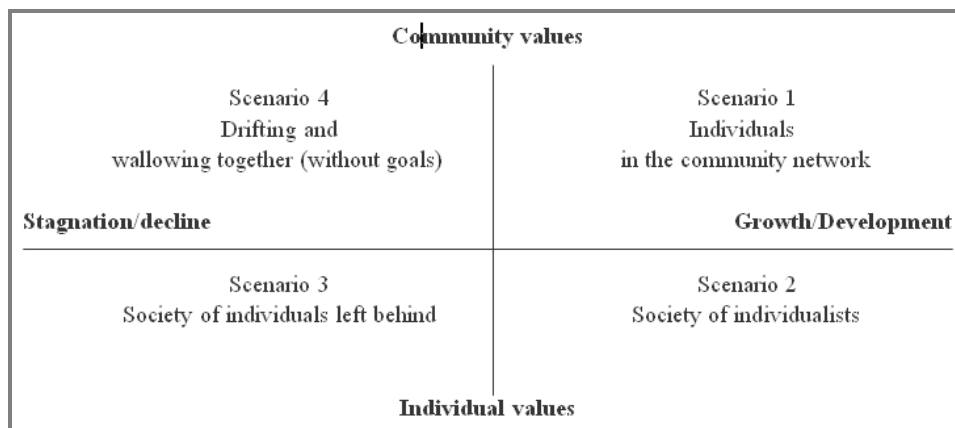 Community values
Scenario 4
Drifting and
wallowing together (without goals)
Scenario 1
Individuals
in the community network
Stagnation/decline
Growth/Development
Scenario 3
Society of individuals left behind
Scenario 2
Society of individualists
Individual values